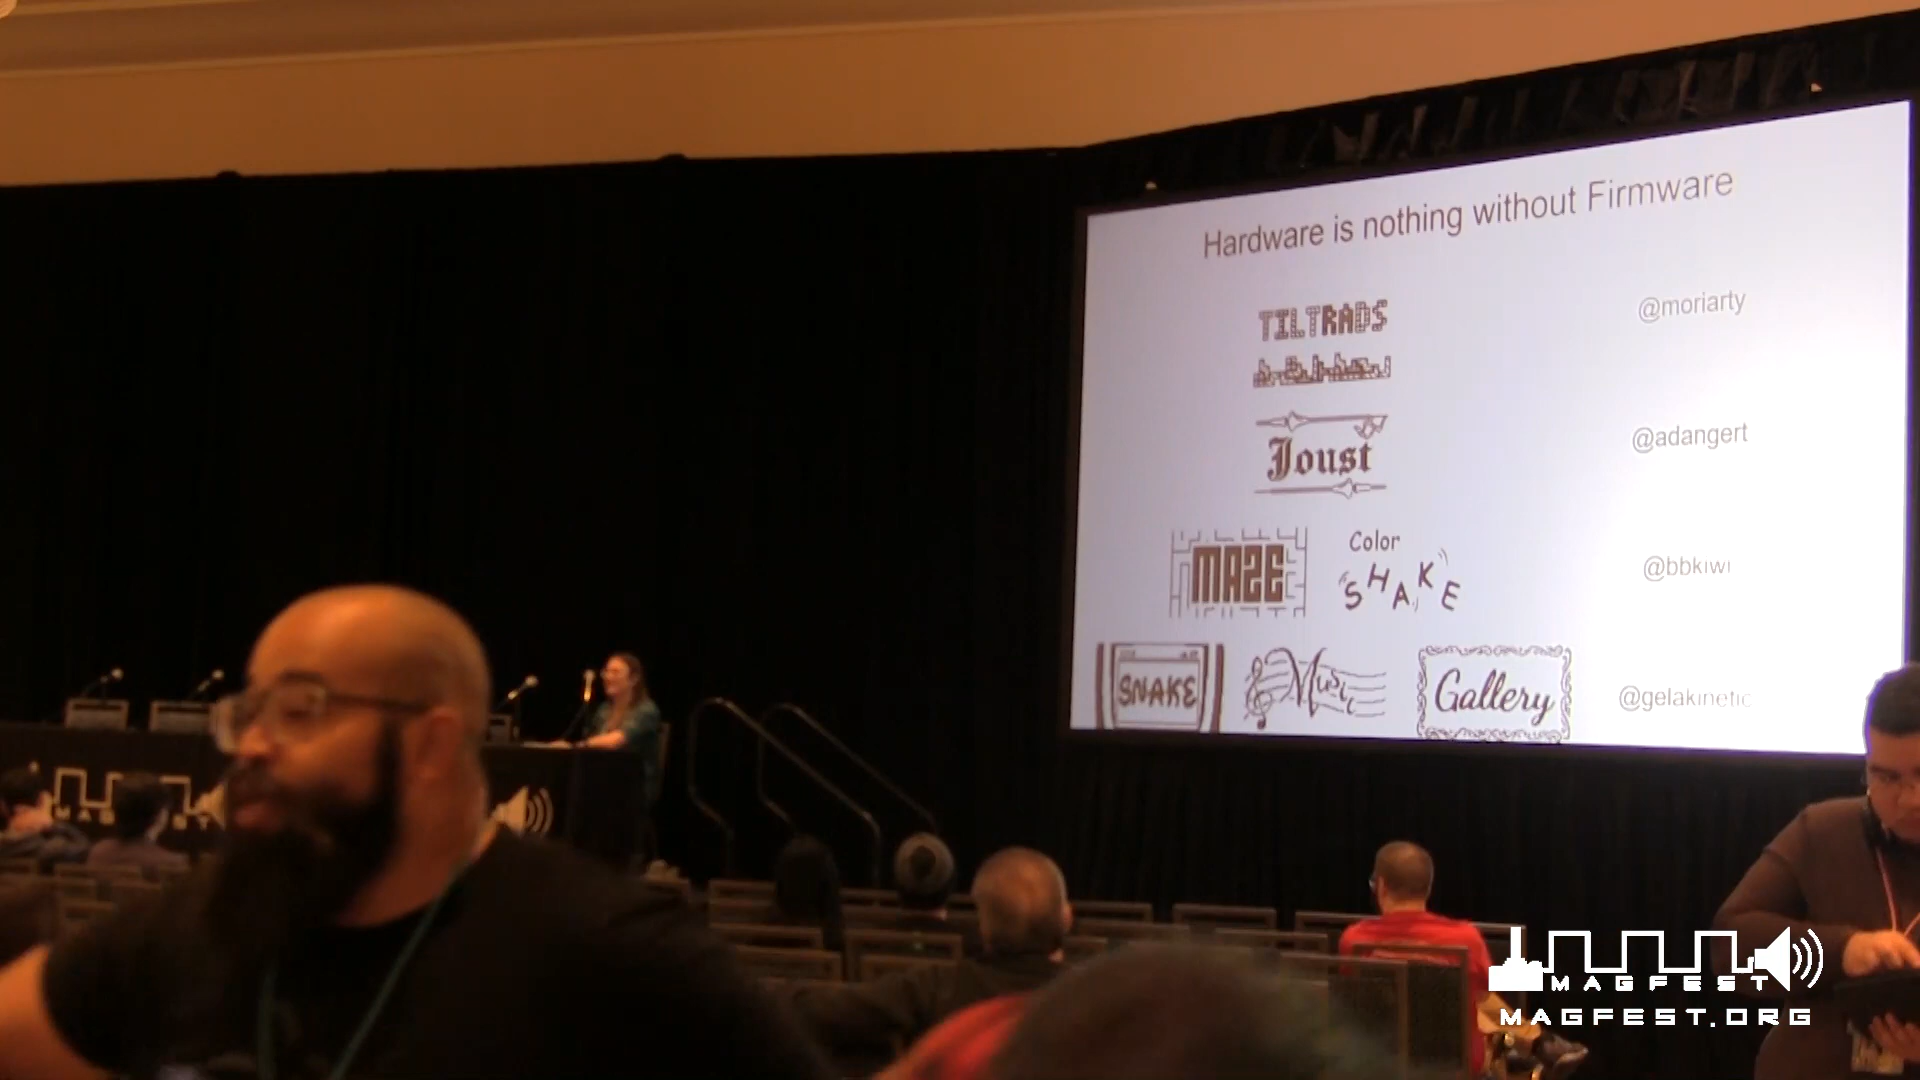 Hardware is nothing without Firmware
TILTRADS
@moriarty
Joust
@adangert
MAZE
Color
SHAKE
@bbkiwi
SNAKE
Music
Gallery
@gelakinetic
MAGFEST
MAGFEST
MAGFEST.ORG